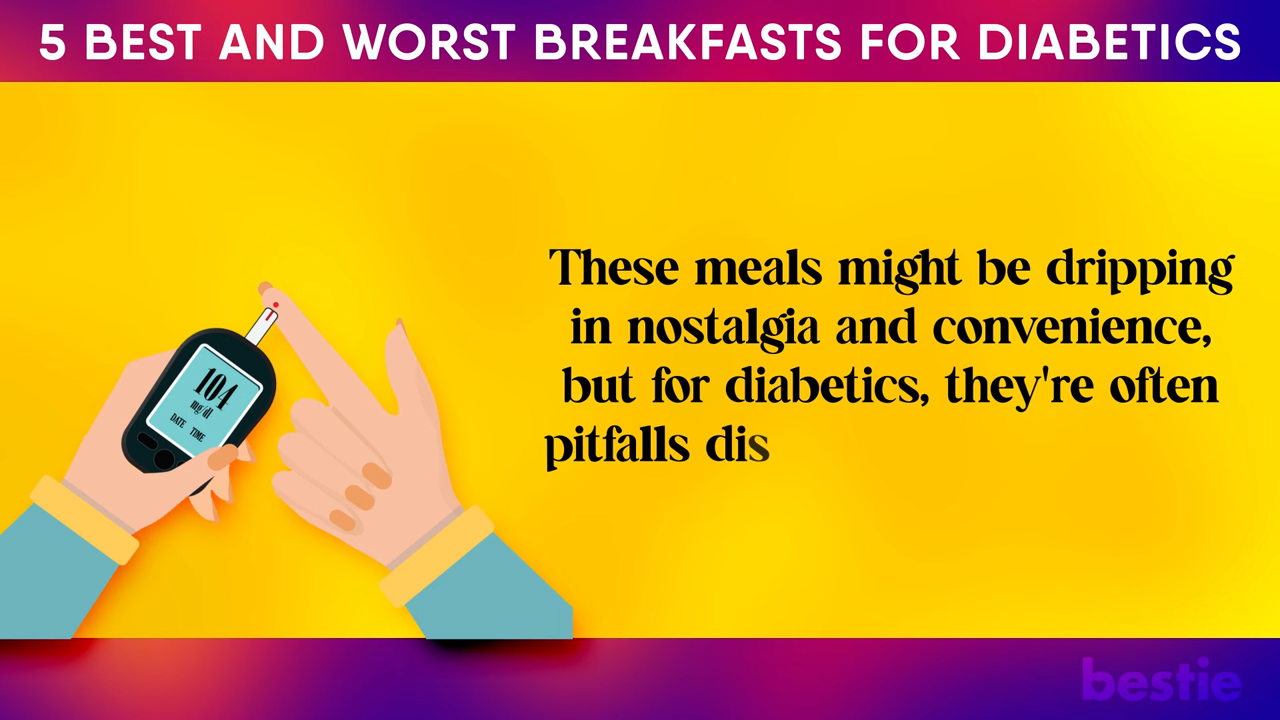 5 BEST AND WORST BREAKFASTS FOR DIABETICS
These meals might be dripping
in nostalgia and convenience,
but for diabetics, they're often
pitfalls dis
104
mg/dl
DATE TIME
bestie